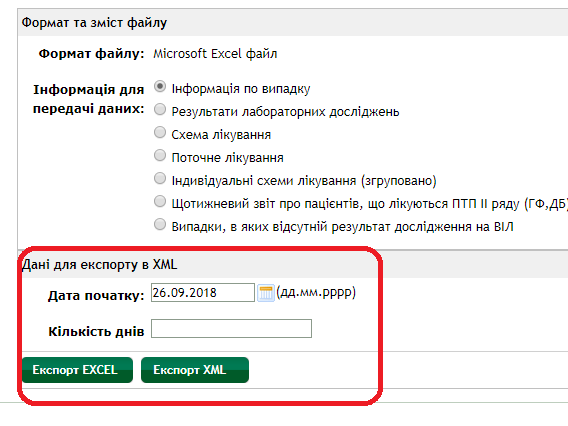 Формат та зміст файлу
Формат файлу: Microsoft Excel файл
Інформація для передачі даних:
Інформація по випадку
Результати лабораторних досліджень
Схема лікування
Поточне лікування
Індивідуальні схеми лікування (згруповано)
Щотижневий звіт про пацієнтів, що лікуються ПТП II ряду (ГФ,ДБ)
Випадки, в яких відсутній результат дослідження на ВІЛ
Дані для експорту в XML
Дата початку: 26.09.2018 (дд.мм.рррр)
Кількість днів
Експорт EXCEL Експорт XML